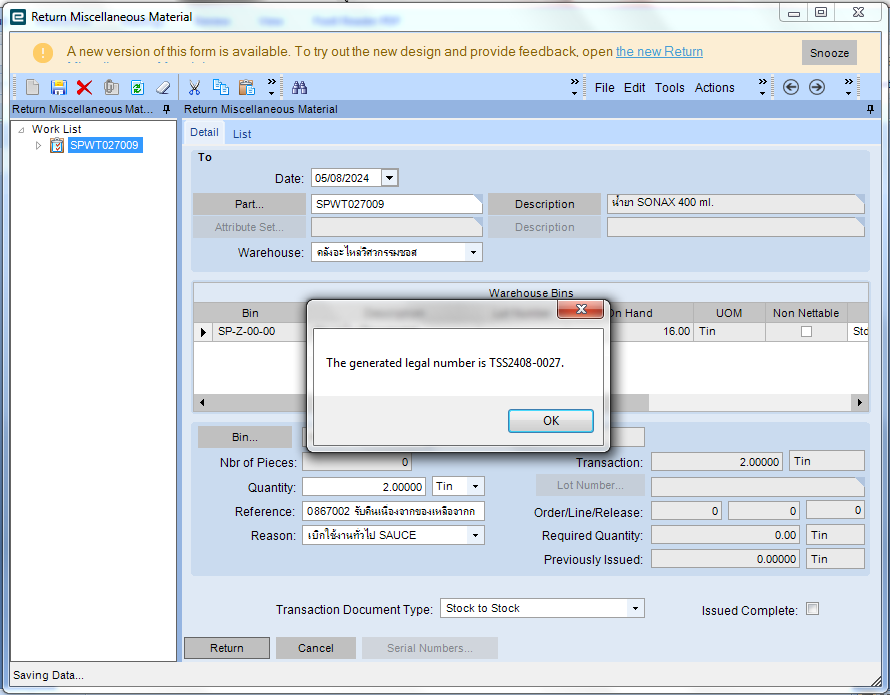 Return Miscellaneous Material
A new version of this form is available. To try out the new design and provide feedback, open the new Return
Snooze
File Edit Tools Actions
Return Miscellaneous Mat...
Return Miscellaneous Material
Work List
SPWT027009
Detail List
To
Date: 05/08/2024
Part... SPWT027009 Description น้ำยา SONAX 400 ml.
Attribute Set... Description
Warehouse: คลังอะไหล่วิศวกรรมซอส
Warehouse Bins
Bin On Hand UOM Non Nettable
SP-Z-00-00 16.00 Tin Sto
The generated legal number is TSS2408-0027.
OK
Bin...
Nbr of Pieces: 0 Transaction: 2.00000 Tin
Quantity: 2.00000 Tin Lot Number...
Reference: 0867002 รับคืนเนื่องจากของเหลือจากก Order/Line/Release: 0 0 0
Reason: เบิกใช้งานทั่วไป SAUCE Required Quantity: 0.00 Tin
Previously Issued: 0.00000 Tin
Transaction Document Type: Stock to Stock Issued Complete:
Return Cancel Serial Numbers...
Saving Data...